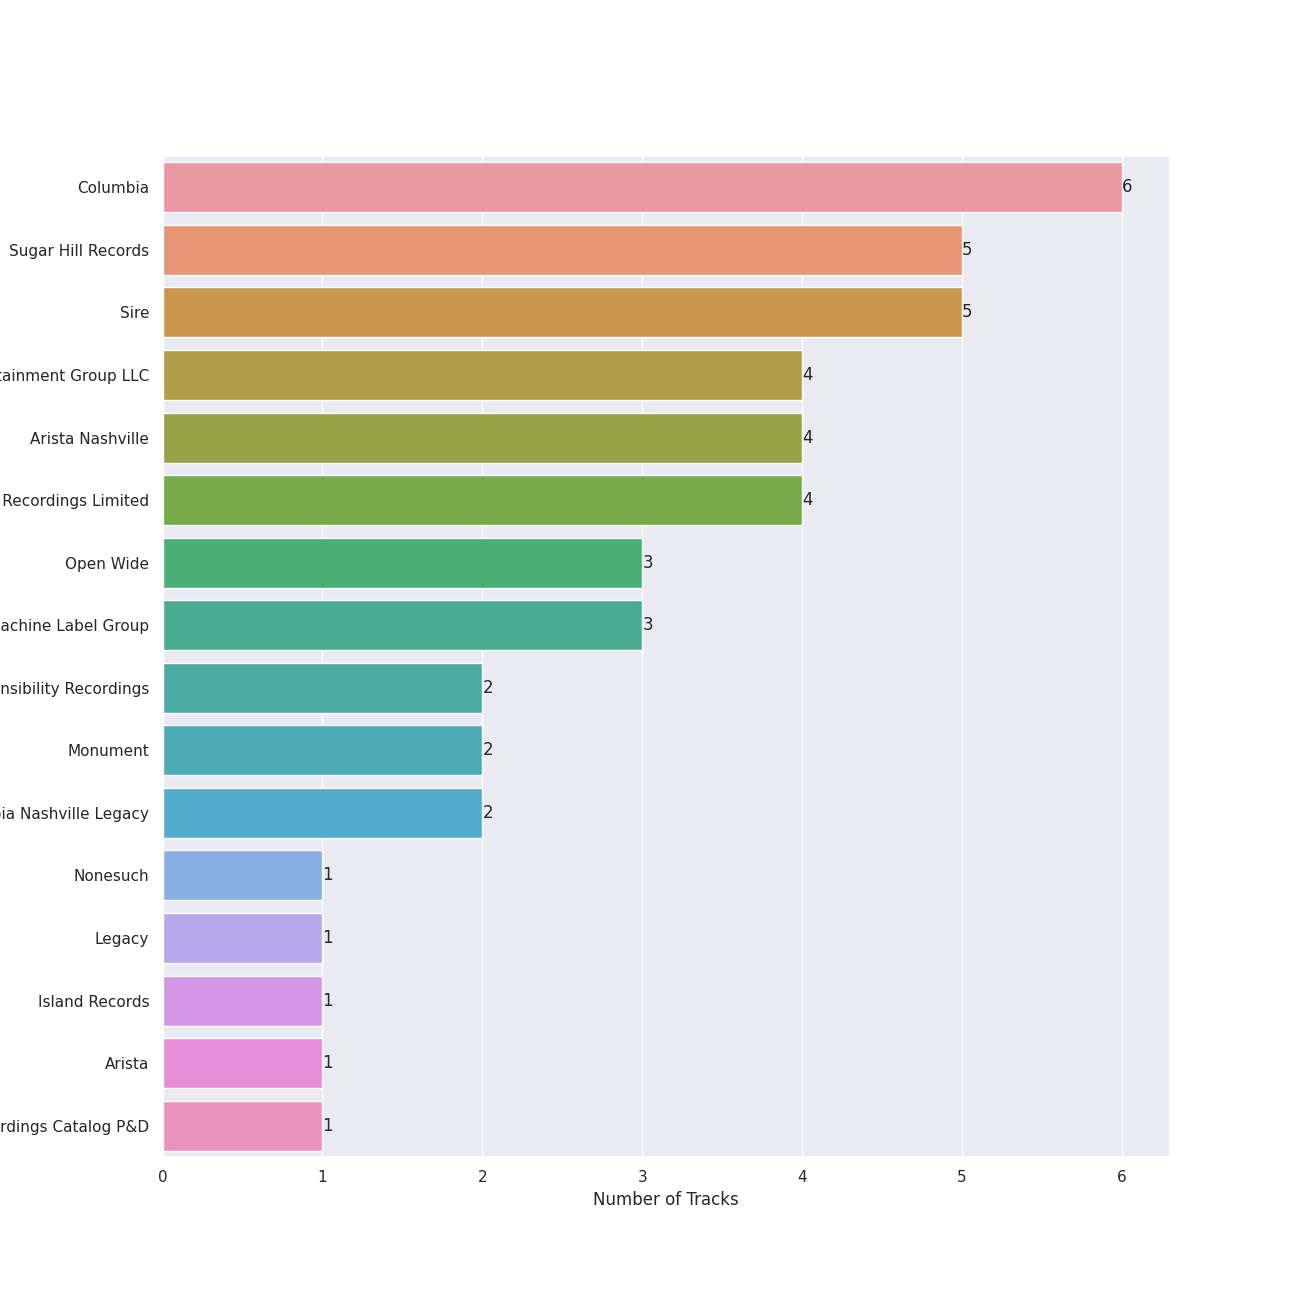 Columbia 6
Sugar Hill Records 5
Sire 5
tainment Group LLC 4
Arista Nashville 4
Recordings Limited 4
Open Wide 3
achine Label Group 3
nsibility Recordings 2
Monument 2
ia Nashville Legacy 2
Nonesuch 1
Legacy 1
Island Records 1
Arista 1
rdings Catalog P&D 1
0 1 2 3 4 5 6
Number of Tracks